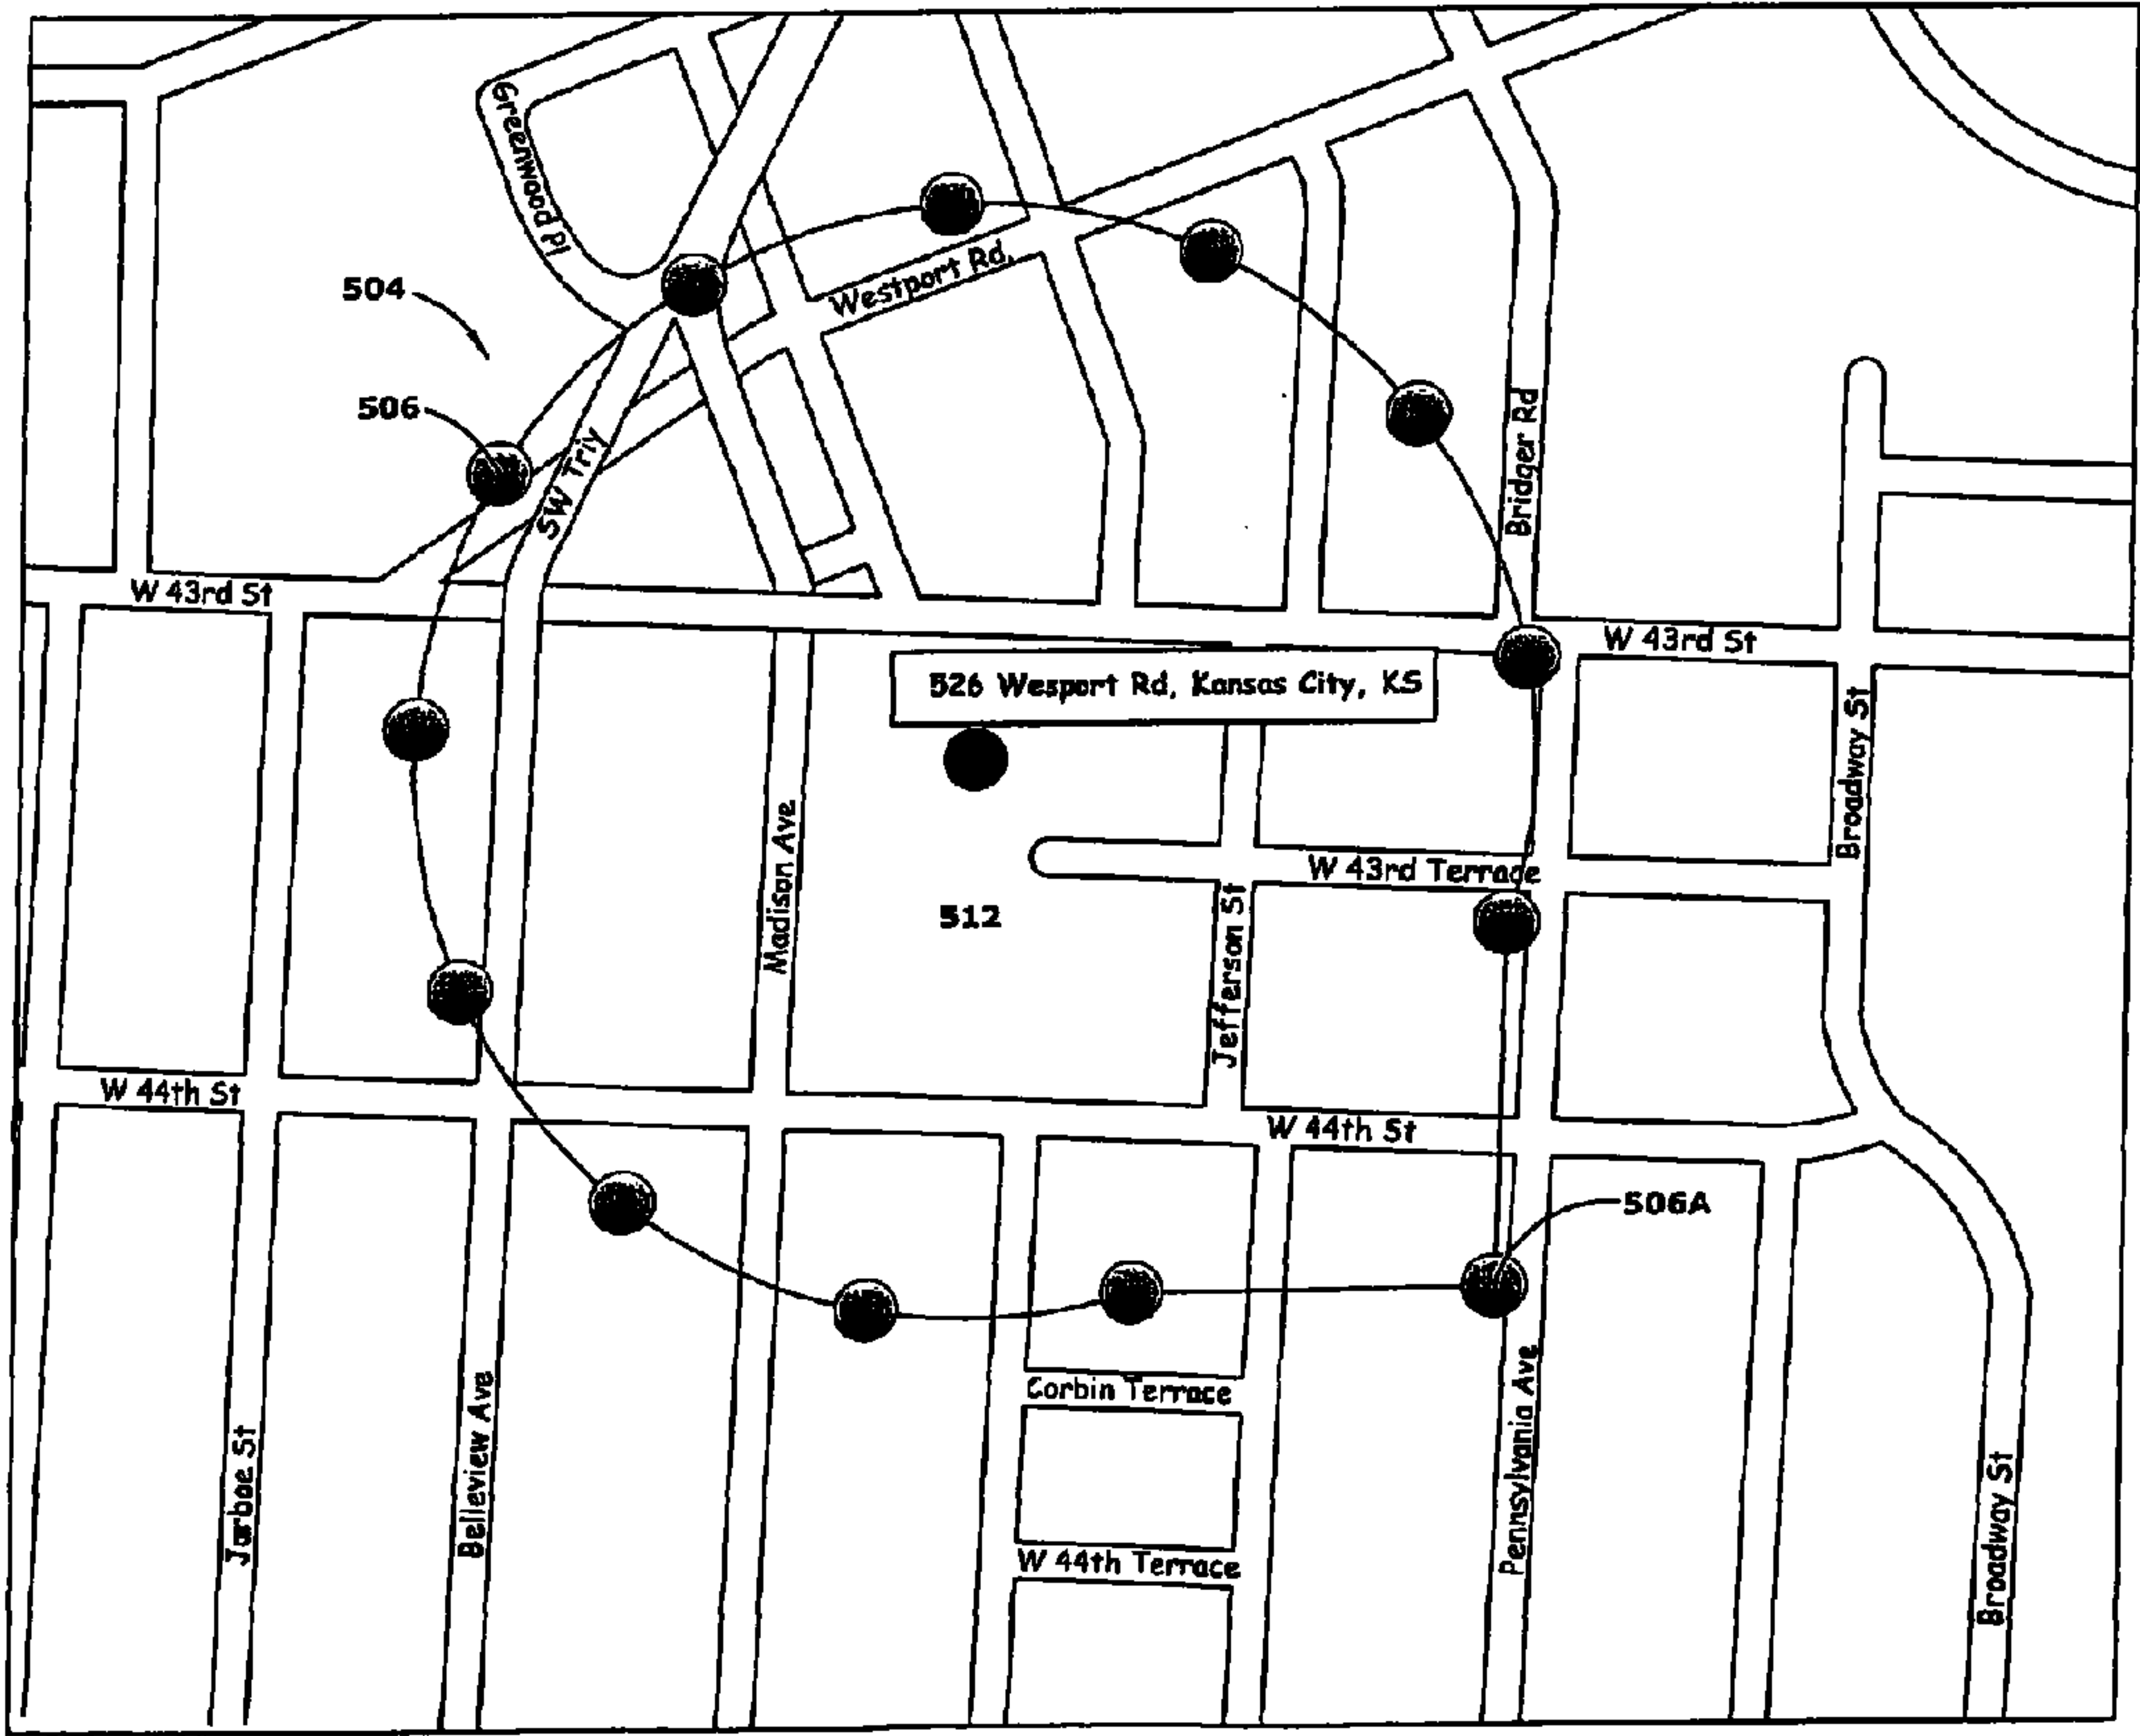 Greenwood Pl
Westport Rd.
504
506
SW Triy
Bridger Rd
W 43rd St
W 43rd St
526 Wesport Rd, Kansas City, KS
Broadway St
Madison Ave
W 43rd Terrace
512
Jefferson St
W 44th St
W 44th St
506A
Corbin Terrace
Jarboe St
Belleview Ave
Pennsylvania Ave
Broadway St
W 44th Terrace